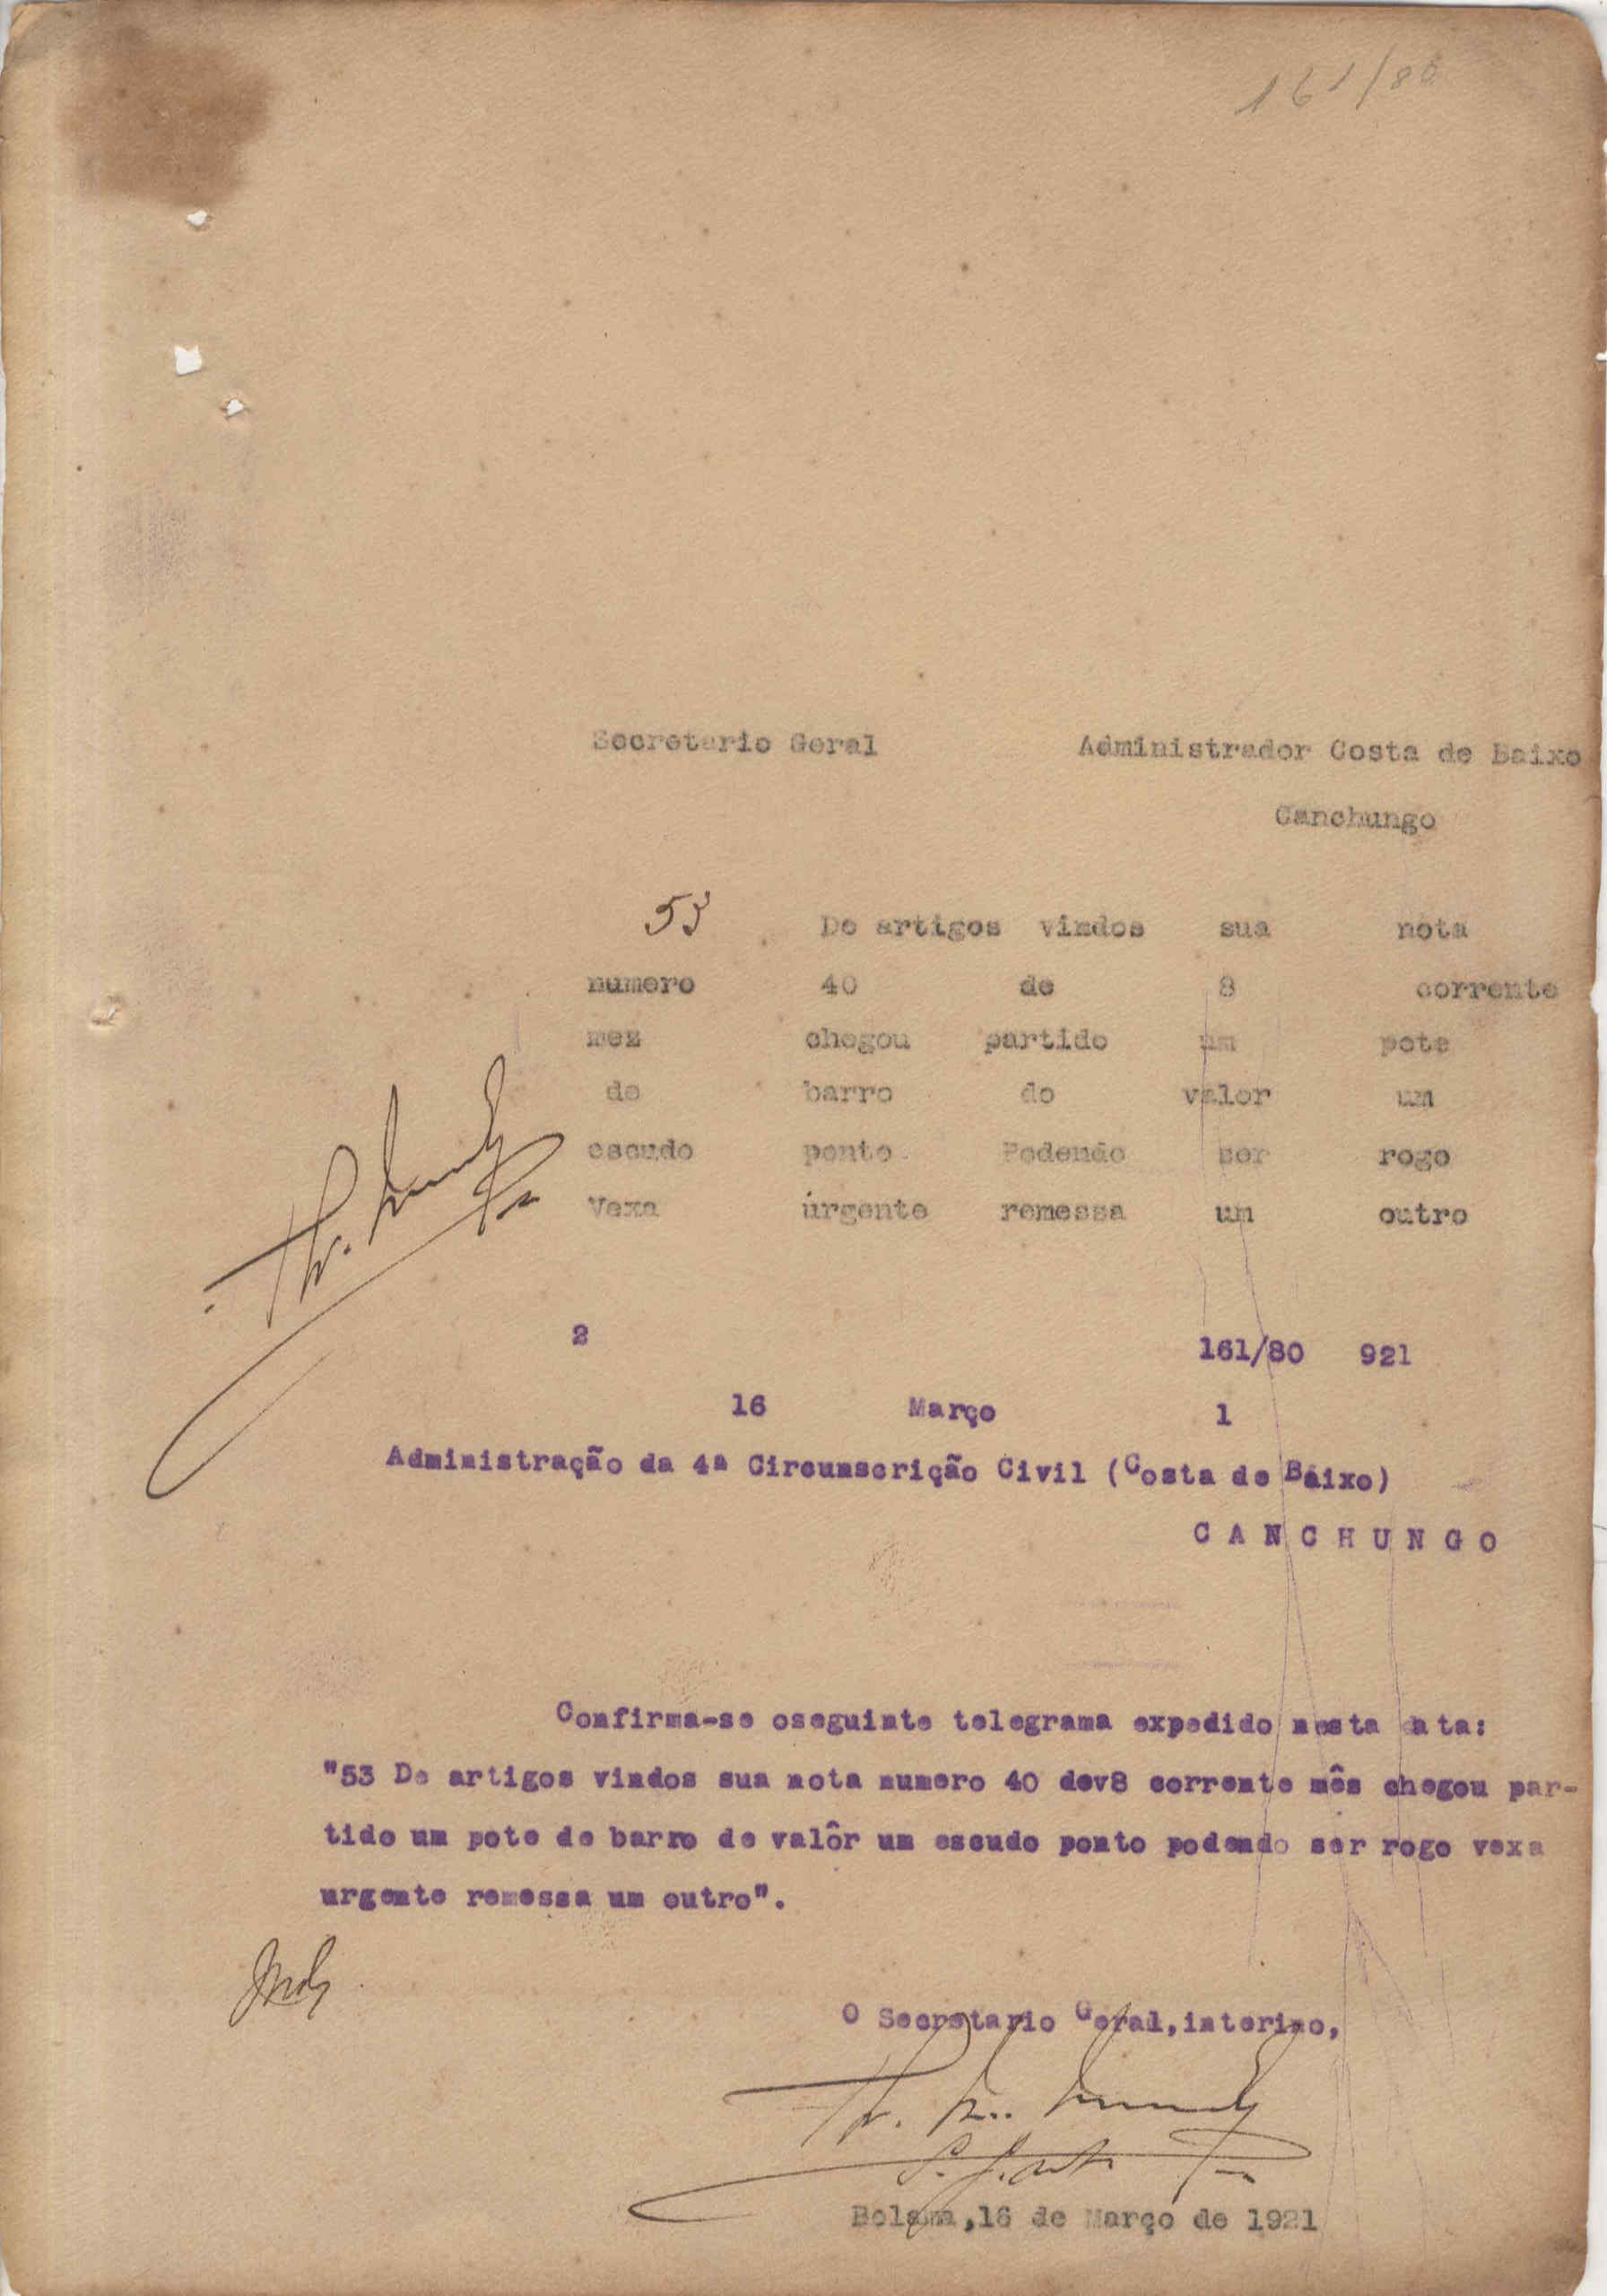 161/80
Secretario Geral Administrador Costa de Baixo
Canchungo
53 De artigos vindos sua nota
numero 40 de 8 corrente
mez chegou partido um pote
de barro do valor um
escudo ponto Podendo ser rogo
Vexa úrgente remessa um outro
2 161/80 921
16 Março 1
Administração da 4ª Circumscrição Civil (Costa de Baixo)
CANCHUNGO
Confirma-se oseguinte telegrama expedido nesta data:
"53 De artigos vindos sua nota numero 40 dev8 corrente mês chegou par-
tido um pote de barro de valôr um escudo ponto podendo ser rogo vexa
urgente remessa um outro".
O Secretario Geral,interino,
Bolama,16 de Março de 1921